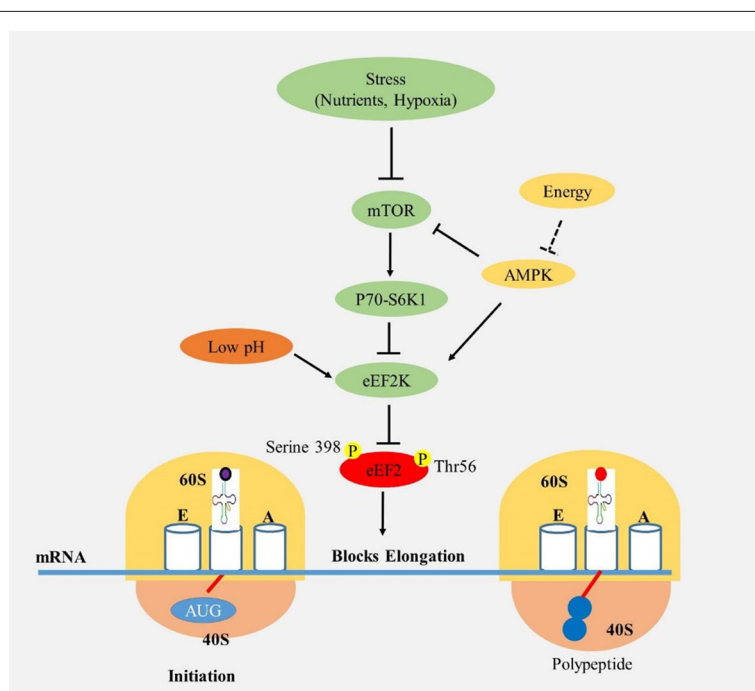 Stress
(Nutrients, Hypoxia)
Energy
mTOR
AMPK
P70-S6K1
Low pH
eEF2K
Serine 398
P
P
eEF2
Thr56
60S
E
A
60S
E
A
mRNA
Blocks Elongation
AUG
40S
40S
Polypeptide
Initiation